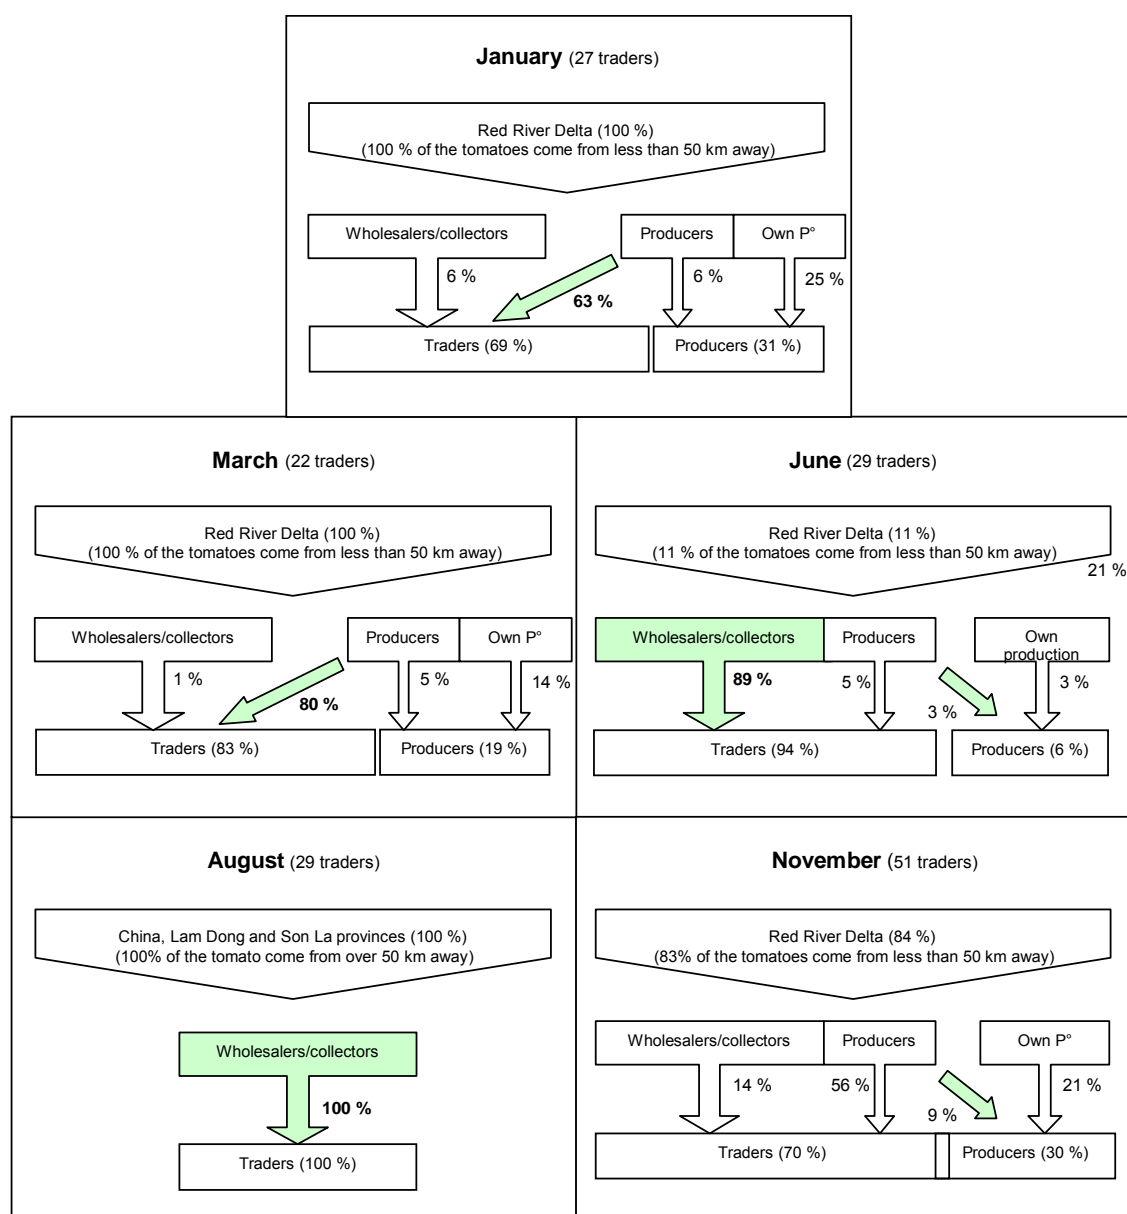 January (27 traders)
Red River Delta (100 %)
(100 % of the tomatoes come from less than 50 km away)
Wholesalers/collectors
Producers
Own P°
6 %
63 %
6 %
25 %
Traders (69 %)
Producers (31 %)
March (22 traders)
Red River Delta (100 %)
(100 % of the tomatoes come from less than 50 km away)
Wholesalers/collectors
Producers
Own P°
1 %
80 %
5 %
14 %
Traders (83 %)
Producers (19 %)
June (29 traders)
Red River Delta (11 %)
(11 % of the tomatoes come from less than 50 km away)
21 %
Wholesalers/collectors
Producers
Own
production
89 %
5 %
3 %
3 %
Traders (94 %)
Producers (6 %)
August (29 traders)
China, Lam Dong and Son La provinces (100 %)
(100% of the tomato come from over 50 km away)
Wholesalers/collectors
100 %
Traders (100 %)
November (51 traders)
Red River Delta (84 %)
(83% of the tomatoes come from less than 50 km away)
Wholesalers/collectors
Producers
Own P°
14 %
56 %
9 %
21 %
Traders (70 %)
Producers (30 %)